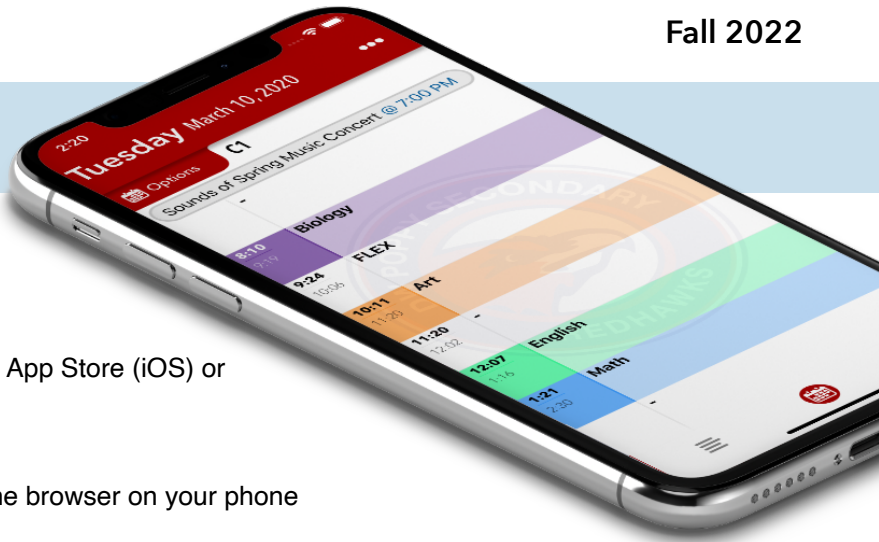 Fall 2022
2:20
Tuesday March 10, 2020
Options C1
Sounds of Spring Music Concert @ 7:00 PM
-
8:10 Biology
9:19
9:24 FLEX
10:06
10:11 Art
11:20
11:20 -
12:02
12:07 English
1:16
1:21 Math
2:30
-
SECONDARY
REDHAWKS
App Store (iOS) or
browser on your phone